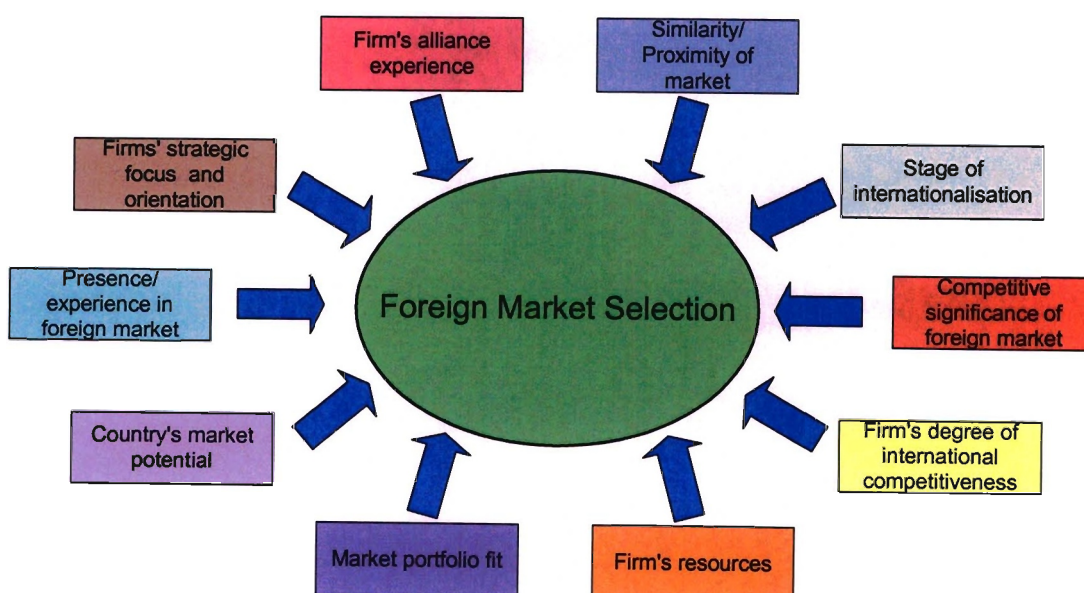 Firm's alliance
experience
Similarity/
Proximity of
market
Firms' strategic
focus and
orientation
Stage of
internationalisation
Presence/
experience in
foreign market
Foreign Market Selection
Competitive
significance of
foreign market
Country's market
potential
Firm's degree of
international
competitiveness
Market portfolio fit
Firm's resources